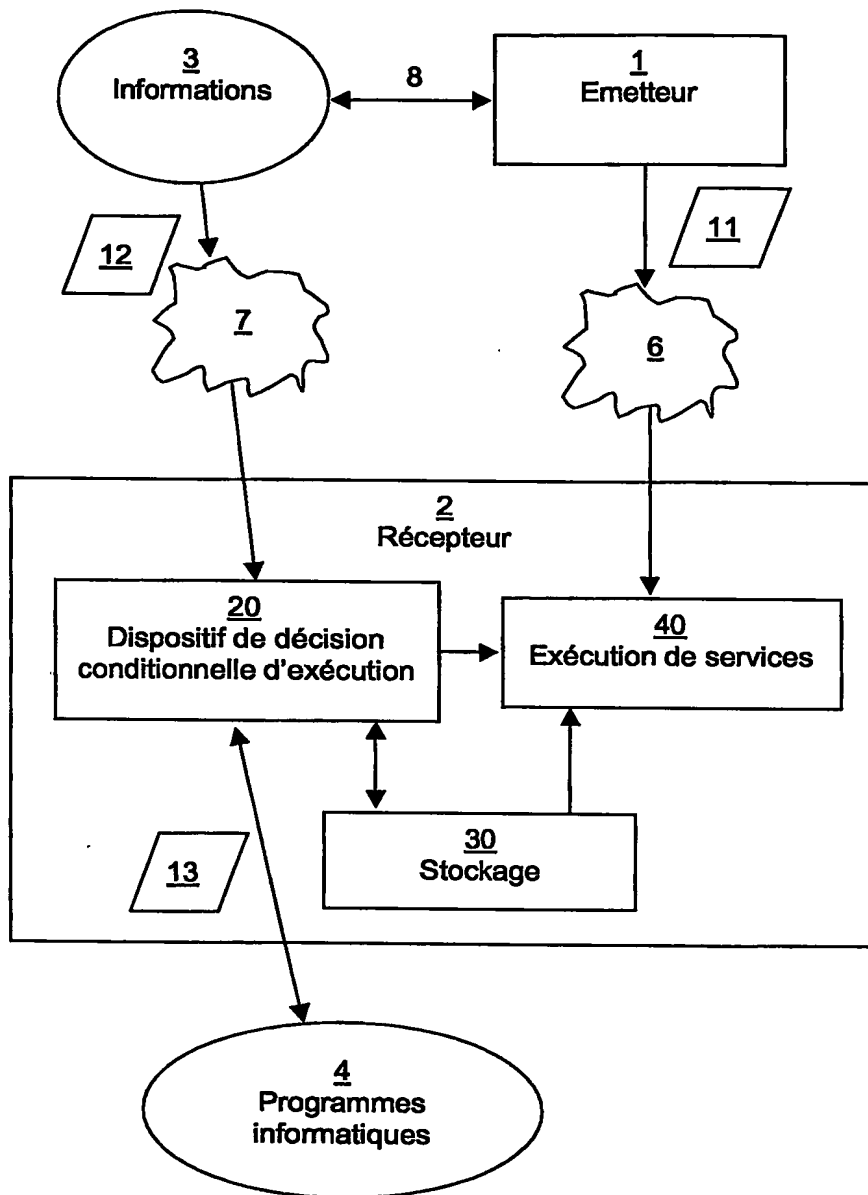 3
Informations
8
1
Emetteur
12
11
7
6
2
Récepteur
20
Dispositif de décision
conditionnelle d'exécution
40
Exécution de services
30
Stockage
13
4
Programmes
informatiques